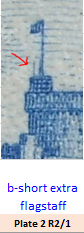 b-short extra
flagstaff
Plate 2 R2/1